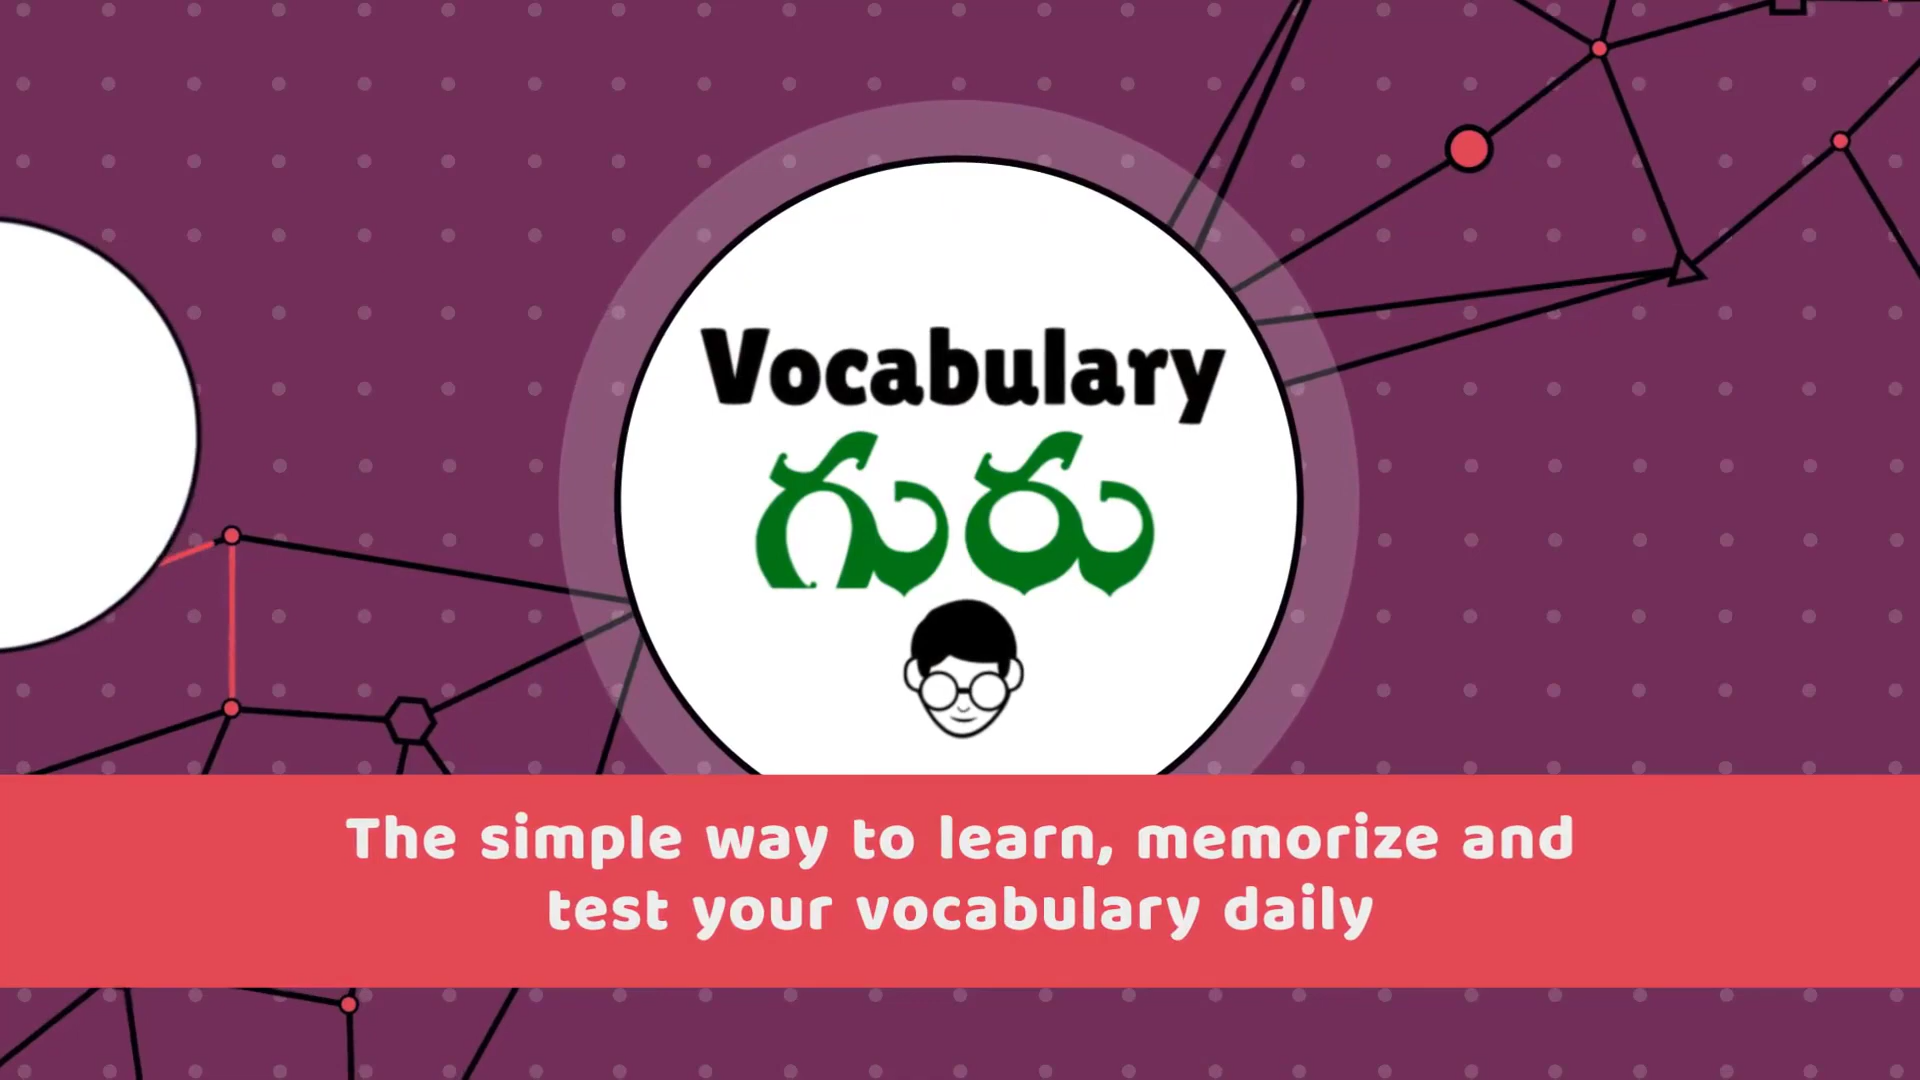 Vocabulary
గురు
The simple way to learn, memorize and
test your vocabulary daily